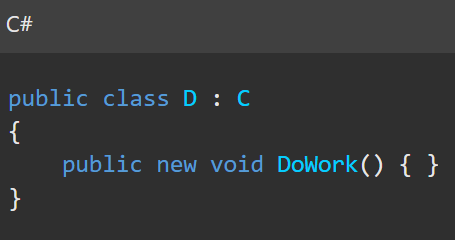 C#
public class D : C
{
    public new void DoWork() { }
}